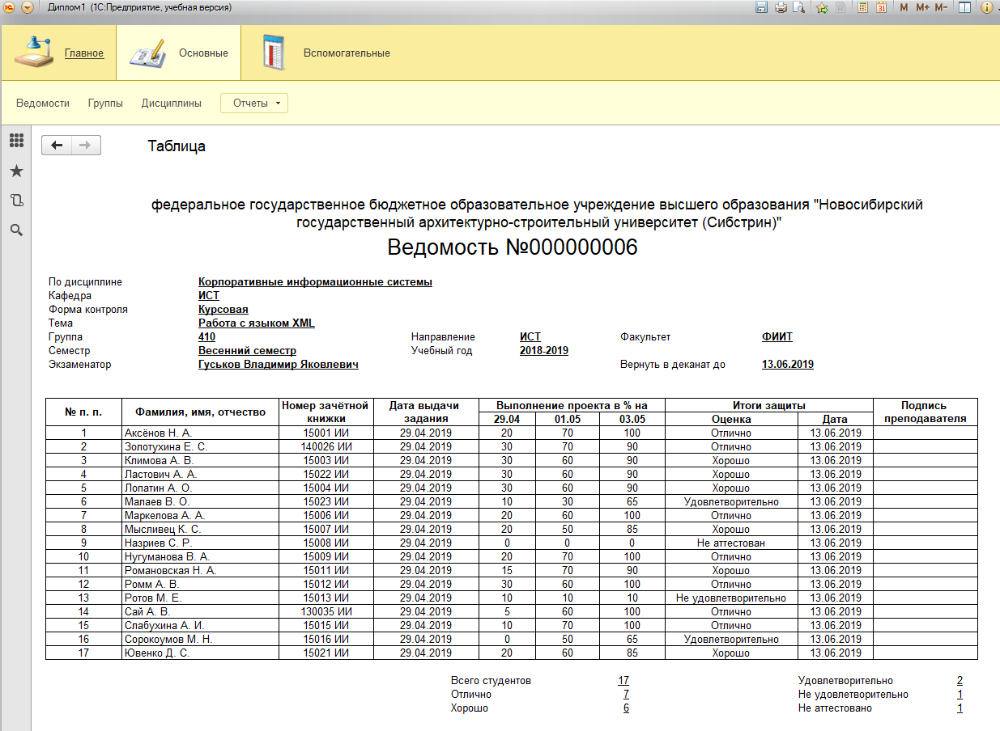 Диплом1 (1С:Предприятие, учебная версия)
M M+ M-
Главное Основные Вспомогательные
Ведомости Группы Дисциплины Отчеты
Таблица
федеральное государственное бюджетное образовательное учреждение высшего образования "Новосибирский
государственный архитектурно-строительный университет (Сибстрин)"
Ведомость №000000006
По дисциплине Корпоративные информационные системы
Кафедра ИСТ
Форма контроля Курсовая
Тема Работа с языком XML
Группа 410 Направление ИСТ Факультет ФИИТ
Семестр Весенний семестр Учебный год 2018-2019
Экзаменатор Гуськов Владимир Яковлевич Вернуть в деканат до 13.06.2019
№ п. п. Фамилия, имя, отчество Номер зачётной книжки Дата выдачи задания Выполнение проекта в % на Итоги защиты Подпись преподавателя
29.04 01.05 03.05 Оценка Дата
1 Аксёнов Н. А. 15001 ИИ 29.04.2019 20 70 100 Отлично 13.06.2019
2 Золотухина Е. С. 140026 ИИ 29.04.2019 30 70 90 Отлично 13.06.2019
3 Климова А. В. 15003 ИИ 29.04.2019 30 60 90 Хорошо 13.06.2019
4 Ластович А. А. 15022 ИИ 29.04.2019 30 60 90 Хорошо 13.06.2019
5 Лопатин А. О. 15004 ИИ 29.04.2019 30 60 90 Хорошо 13.06.2019
6 Малаев В. О. 15023 ИИ 29.04.2019 10 30 65 Удовлетворительно 13.06.2019
7 Маркелова А. А. 15006 ИИ 29.04.2019 20 60 100 Отлично 13.06.2019
8 Мысливец К. С. 15007 ИИ 29.04.2019 20 50 85 Хорошо 13.06.2019
9 Назриев С. Р. 15008 ИИ 29.04.2019 0 0 0 Не аттестован 13.06.2019
10 Нугуманова В. А. 15009 ИИ 29.04.2019 20 70 100 Отлично 13.06.2019
11 Романовская Н. А. 15011 ИИ 29.04.2019 15 70 90 Хорошо 13.06.2019
12 Ромм А. В. 15012 ИИ 29.04.2019 30 60 100 Отлично 13.06.2019
13 Ротов М. Е. 15013 ИИ 29.04.2019 10 10 10 Не удовлетворительно 13.06.2019
14 Сай А. В. 130035 ИИ 29.04.2019 5 60 100 Отлично 13.06.2019
15 Слабухина А. И. 15015 ИИ 29.04.2019 10 70 100 Отлично 13.06.2019
16 Сорокоумов М. Н. 15016 ИИ 29.04.2019 0 50 65 Удовлетворительно 13.06.2019
17 Ювенко Д. С. 15021 ИИ 29.04.2019 20 60 85 Хорошо 13.06.2019
Всего студентов 17 Удовлетворительно 2
Отлично 7 Не удовлетворительно 1
Хорошо 6 Не аттестовано 1